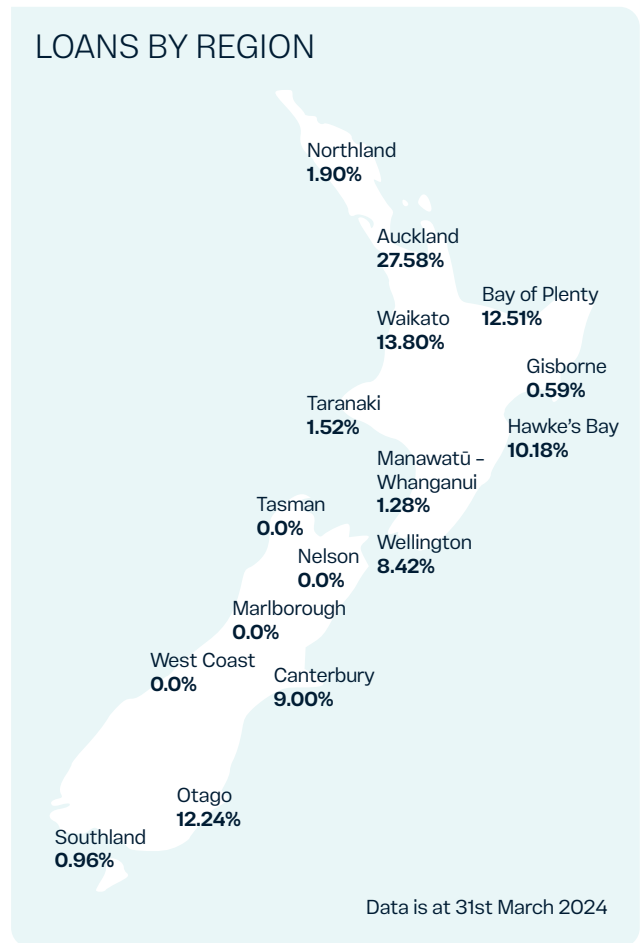 LOANS BY REGION
Northland
1.90%
Auckland
27.58%
Bay of Plenty
12.51%
Waikato
13.80%
Gisborne
0.59%
Taranaki
1.52%
Hawke’s Bay
10.18%
Manawatū –
Whanganui
1.28%
Tasman
0.0%
Wellington
8.42%
Nelson
0.0%
Marlborough
0.0%
West Coast
0.0%
Canterbury
9.00%
Otago
12.24%
Southland
0.96%
Data is at 31st March 2024